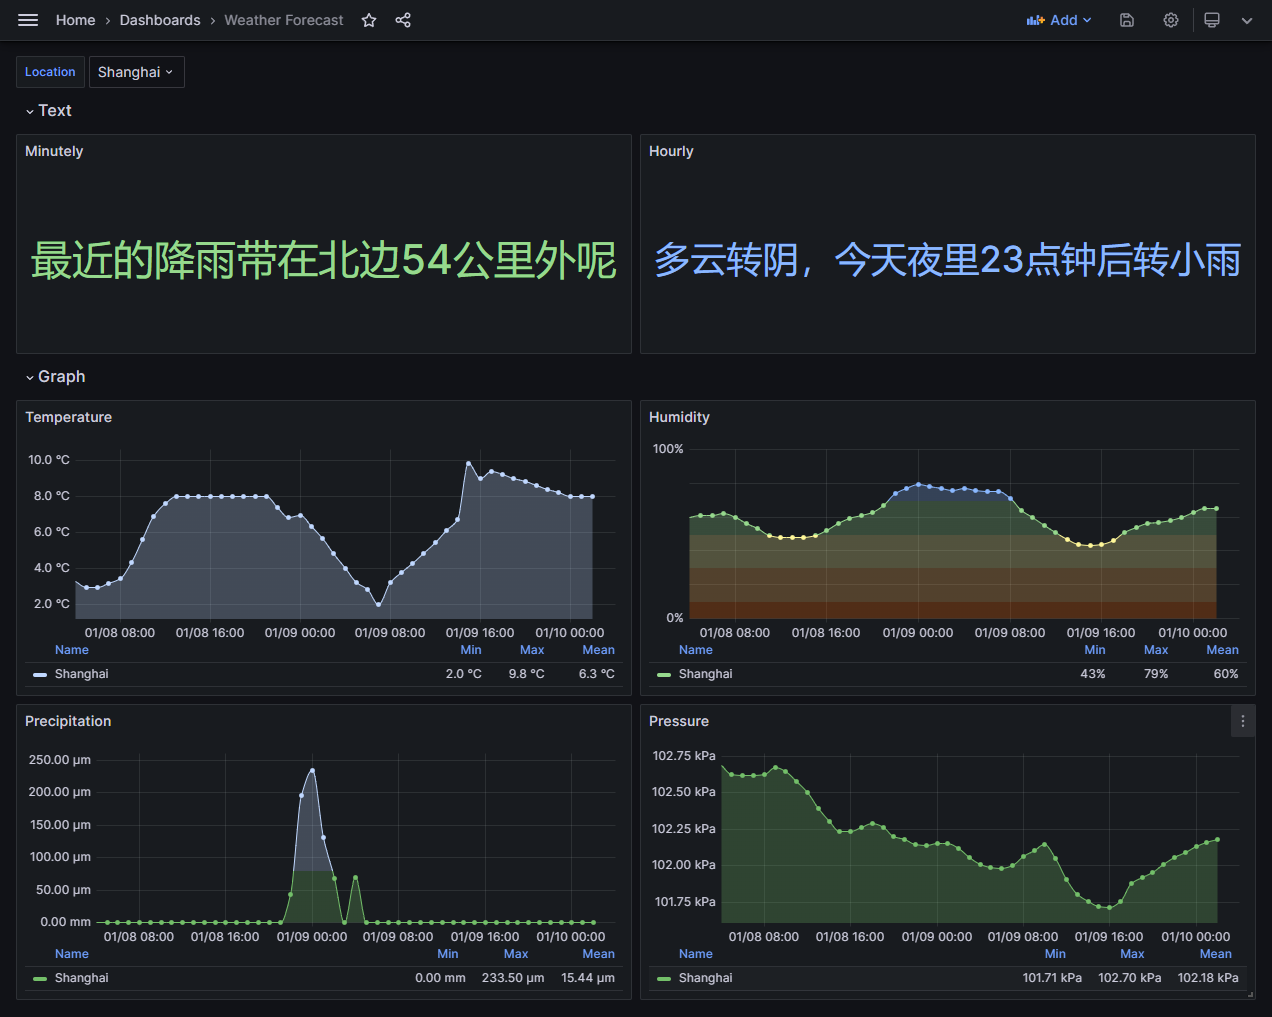 Home › Dashboards › Weather Forecast
Add
Location Shanghai
Text
Minutely
最近的降雨带在北边54公里外呢
Hourly
多云转阴，今天夜里23点钟后转小雨
Graph
Temperature
10.0 °C
8.0 °C
6.0 °C
4.0 °C
2.0 °C
01/08 08:00 01/08 16:00 01/09 00:00 01/09 08:00 01/09 16:00 01/10 00:00
Name Min Max Mean
Shanghai 2.0 °C 9.8 °C 6.3 °C
Humidity
100%
0%
01/08 08:00 01/08 16:00 01/09 00:00 01/09 08:00 01/09 16:00 01/10 00:00
Name Min Max Mean
Shanghai 43% 79% 60%
Precipitation
250.00 µm
200.00 µm
150.00 µm
100.00 µm
50.00 µm
0.00 mm
01/08 08:00 01/08 16:00 01/09 00:00 01/09 08:00 01/09 16:00 01/10 00:00
Name Min Max Mean
Shanghai 0.00 mm 233.50 µm 15.44 µm
Pressure
102.75 kPa
102.50 kPa
102.25 kPa
102.00 kPa
101.75 kPa
01/08 08:00 01/08 16:00 01/09 00:00 01/09 08:00 01/09 16:00 01/10 00:00
Name Min Max Mean
Shanghai 101.71 kPa 102.70 kPa 102.18 kPa